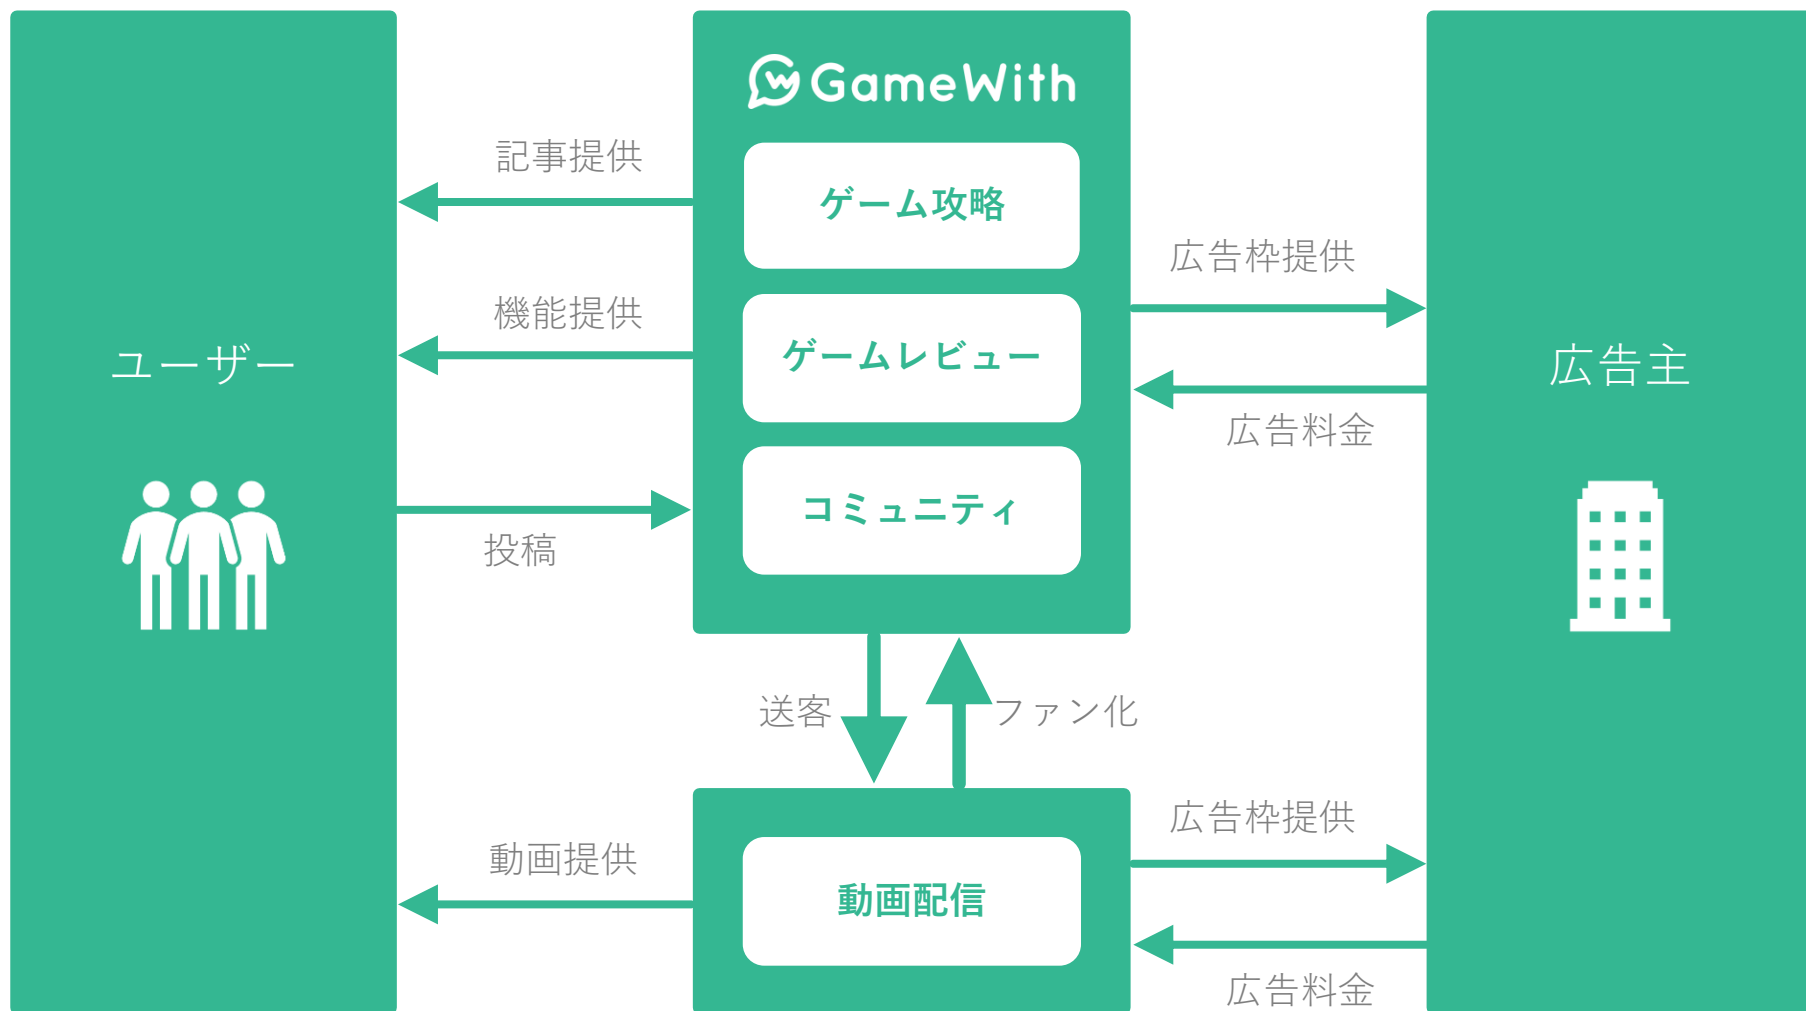 GameWith
記事提供
ゲーム攻略
広告枠提供
機能提供
ゲームレビュー
ユーザー
広告主
広告料金
コミュニティ
投稿
送客
ファン化
広告枠提供
動画提供
動画配信
広告料金